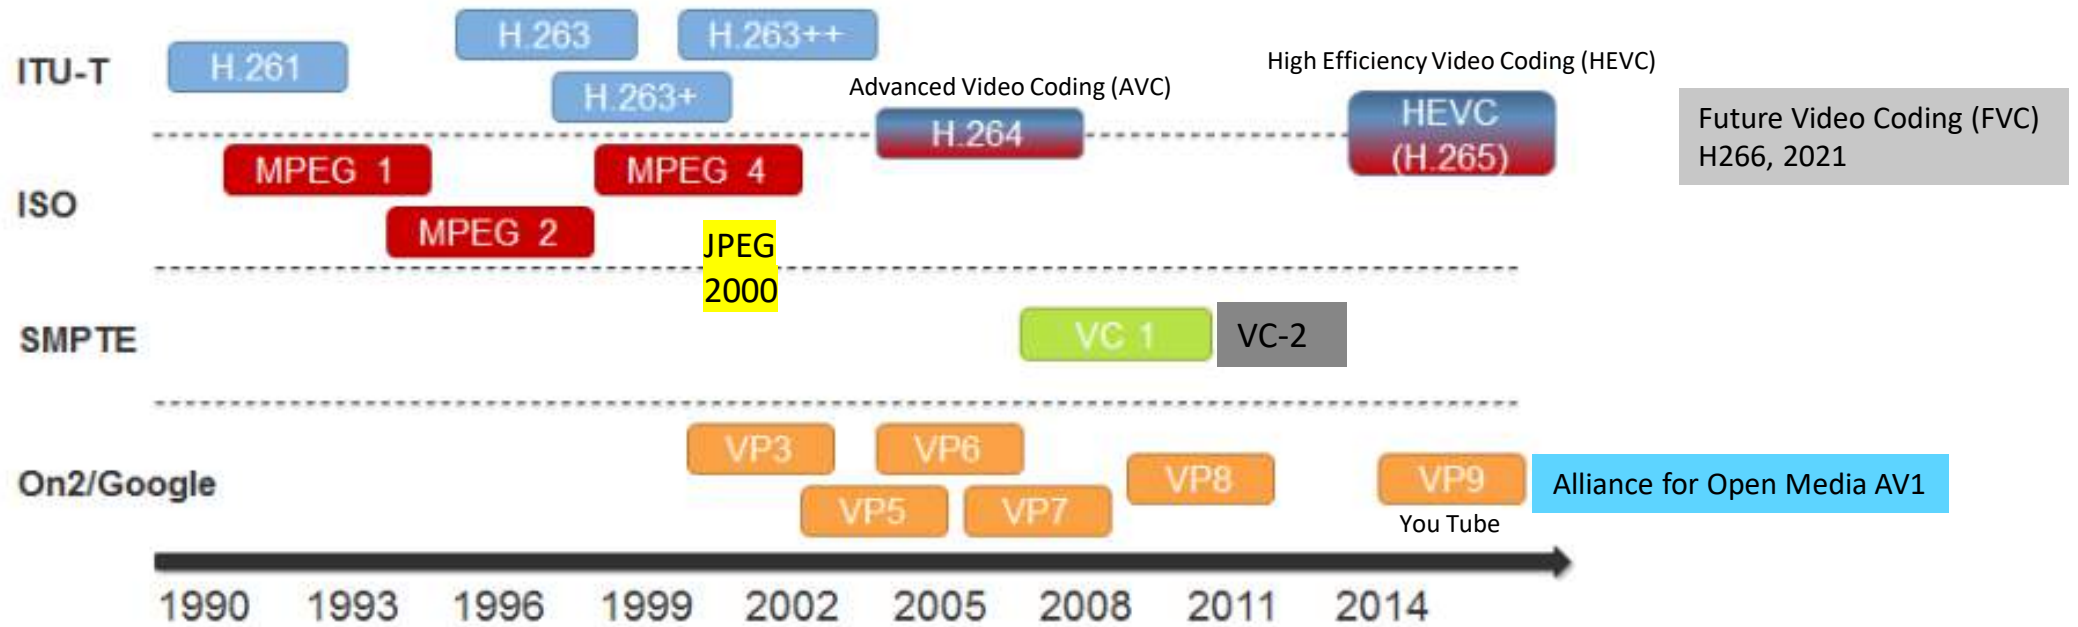 ITU-T
H.261
H.263
H.263+
H.263++
Advanced Video Coding (AVC)
H.264
High Efficiency Video Coding (HEVC)
HEVC
(H.265)
Future Video Coding (FVC)
H266, 2021
ISO
MPEG 1
MPEG 2
MPEG 4
JPEG
2000
SMPTE
VC 1
VC-2
On2/Google
VP3
VP5
VP6
VP7
VP8
VP9
You Tube
Alliance for Open Media AV1
1990 1993 1996 1999 2002 2005 2008 2011 2014